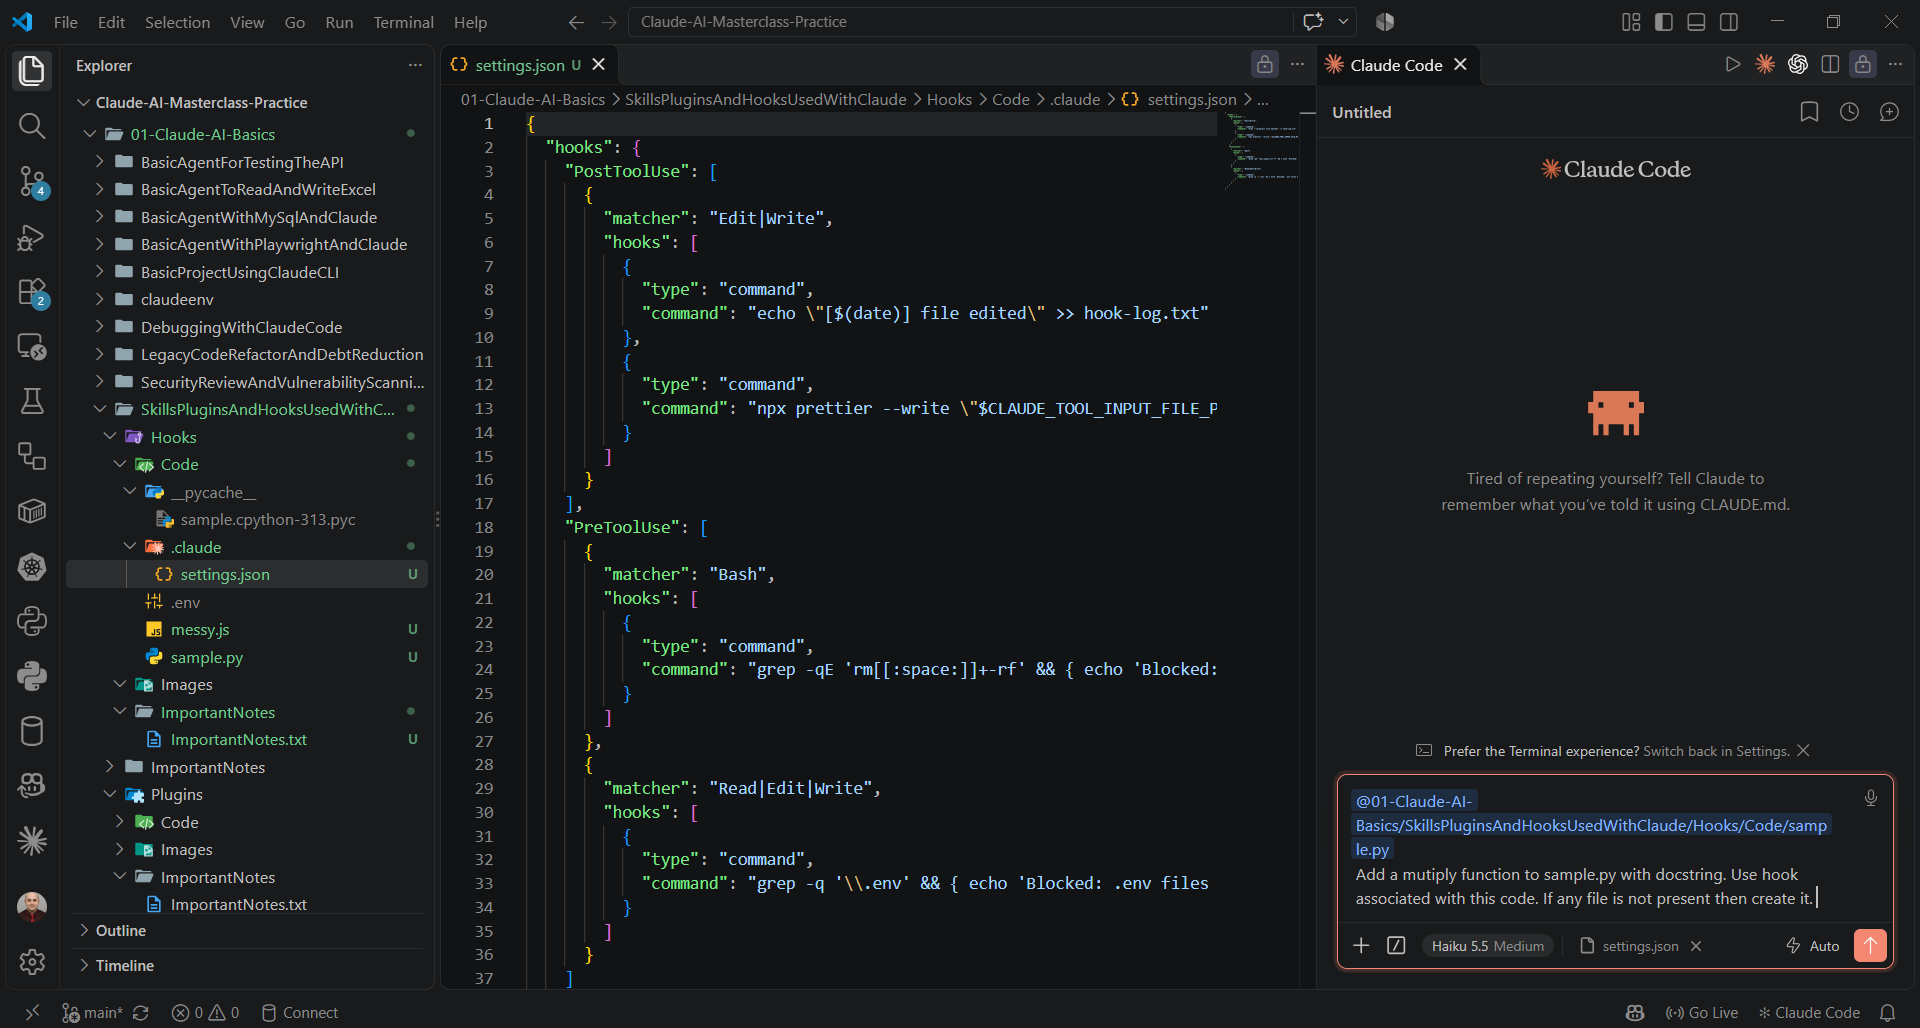 File Edit Selection View Go Run Terminal Help
Claude-AI-Masterclass-Practice
Explorer
Claude-AI-Masterclass-Practice
01-Claude-AI-Basics
BasicAgentForTestingTheAPI
BasicAgentToReadAndWriteExcel
BasicAgentWithMySqlAndClaude
BasicAgentWithPlaywrightAndClaude
BasicProjectUsingClaudeCLI
claudeenv
DebuggingWithClaudeCode
LegacyCodeRefactorAndDebtReduction
SecurityReviewAndVulnerabilityScanni...
SkillsPluginsAndHooksUsedWithC...
Hooks
Code
__pycache__
sample.cpython-313.pyc
.claude
settings.json U
.env
messy.js U
sample.py U
Images
ImportantNotes
ImportantNotes.txt U
ImportantNotes
Plugins
Code
Images
ImportantNotes
ImportantNotes.txt
Outline
Timeline
4
2
settings.json U
01-Claude-AI-Basics > SkillsPluginsAndHooksUsedWithClaude > Hooks > Code > .claude > {} settings.json > ...
1 {
2 "hooks": {
3 "PostToolUse": [
4 {
5 "matcher": "Edit|Write",
6 "hooks": [
7 {
8 "type": "command",
9 "command": "echo \"[$(date)] file edited\" >> hook-log.txt"
10 },
11 {
12 "type": "command",
13 "command": "npx prettier --write \"$CLAUDE_TOOL_INPUT_FILE_P
14 }
15 ]
16 }
17 ],
18 "PreToolUse": [
19 {
20 "matcher": "Bash",
21 "hooks": [
22 {
23 "type": "command",
24 "command": "grep -qE 'rm[[:space:]]+-rf' && { echo 'Blocked:
25 }
26 ]
27 },
28 {
29 "matcher": "Read|Edit|Write",
30 "hooks": [
31 {
32 "type": "command",
33 "command": "grep -q '\\.env' && { echo 'Blocked: .env files
34 }
35 ]
36 }
37 ]
Claude Code
Untitled
Claude Code
Tired of repeating yourself? Tell Claude to
remember what you've told it using CLAUDE.md.
Prefer the Terminal experience? Switch back in Settings.
@01-Claude-AI-
Basics/SkillsPluginsAndHooksUsedWithClaude/Hooks/Code/samp
le.py
Add a mutiply function to sample.py with docstring. Use hook
associated with this code. If any file is not present then create it.
Haiku 5.5 Medium settings.json Auto
main* 0 0 Connect Go Live Claude Code